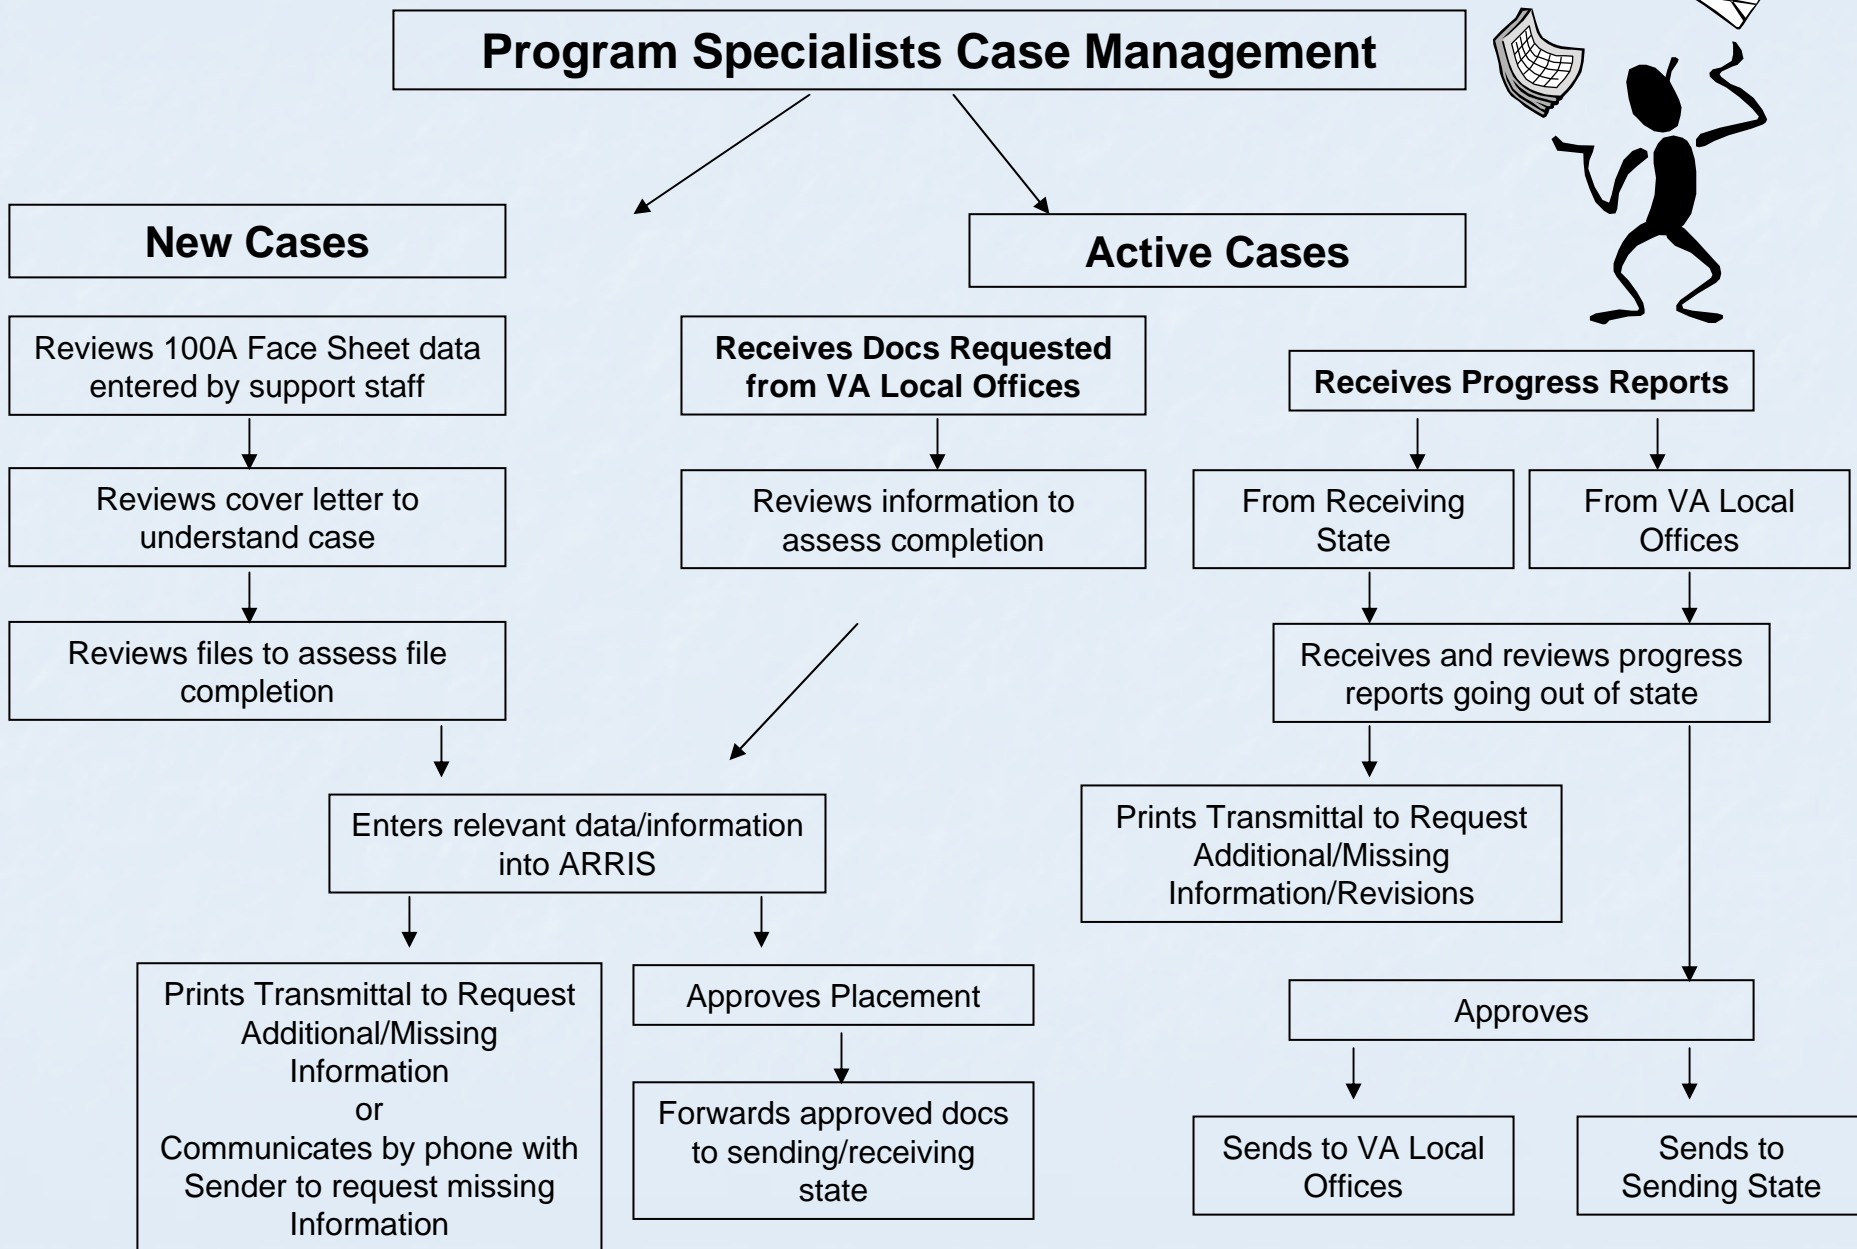 Program Specialists Case Management
New Cases
Active Cases
Reviews 100A Face Sheet data
entered by support staff
Reviews cover letter to
understand case
Reviews files to assess file
completion
Receives Docs Requested
from VA Local Offices
Reviews information to
assess completion
Enters relevant data/information
into ARRIS
Prints Transmittal to Request
Additional/Missing
Information
or
Communicates by phone with
Sender to request missing
Information
Approves Placement
Forwards approved docs
to sending/receiving
state
Receives Progress Reports
From Receiving
State
From VA Local
Offices
Receives and reviews progress
reports going out of state
Prints Transmittal to Request
Additional/Missing
Information/Revisions
Approves
Sends to VA Local
Offices
Sends to
Sending State